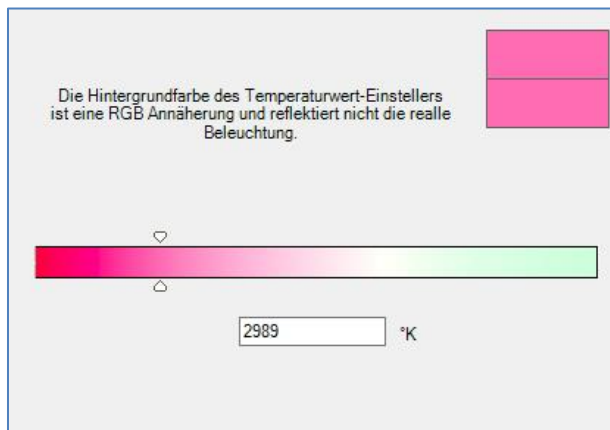 Die Hintergrundfarbe des Temperaturwert-Einstellers
ist eine RGB Annäherung und reflektiert nicht die realle
Beleuchtung.
2989 °K